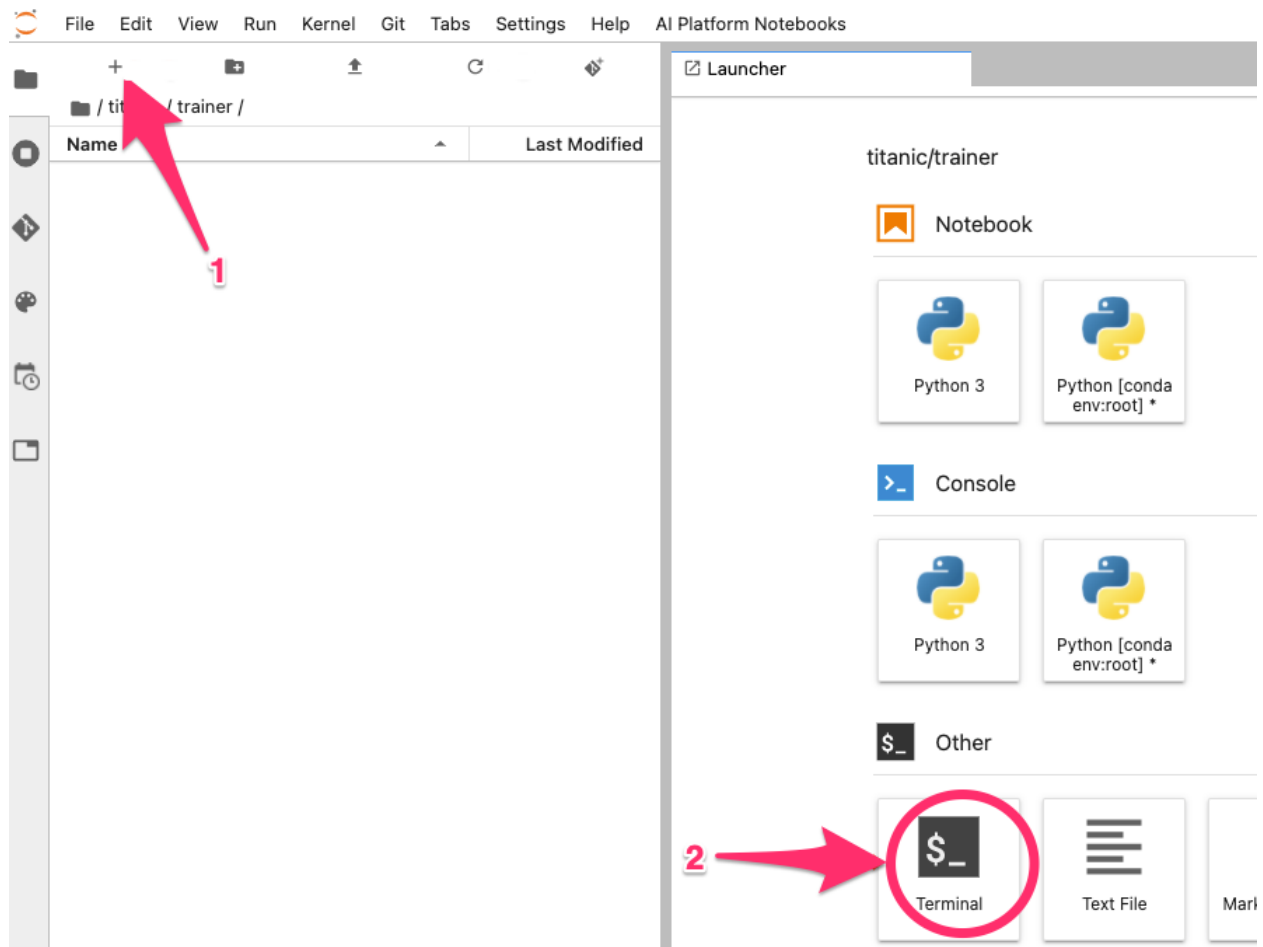 File Edit View Run Kernel Git Tabs Settings Help AI Platform Notebooks
Launcher
/ / trainer /
Name Last Modified
titanic/trainer
Notebook
1
Python 3
Python [conda
env:root] *
Console
Python 3
Python [conda
env:root] *
$_ Other
$_
2
Terminal
Text File